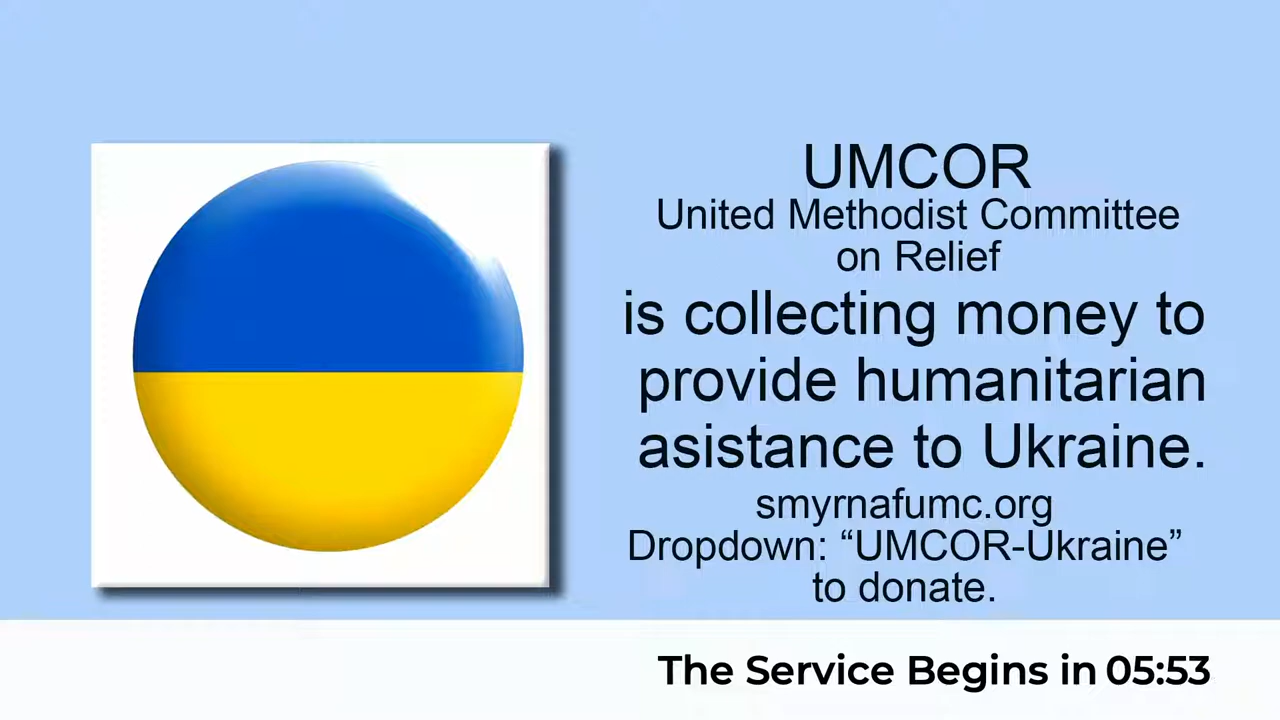 UMCOR
United Methodist Committee
on Relief
is collecting money to
provide humanitarian
asistance to Ukraine.
smyrnafumc.org
Dropdown: “UMCOR-Ukraine”
to donate.
The Service Begins in 05:53